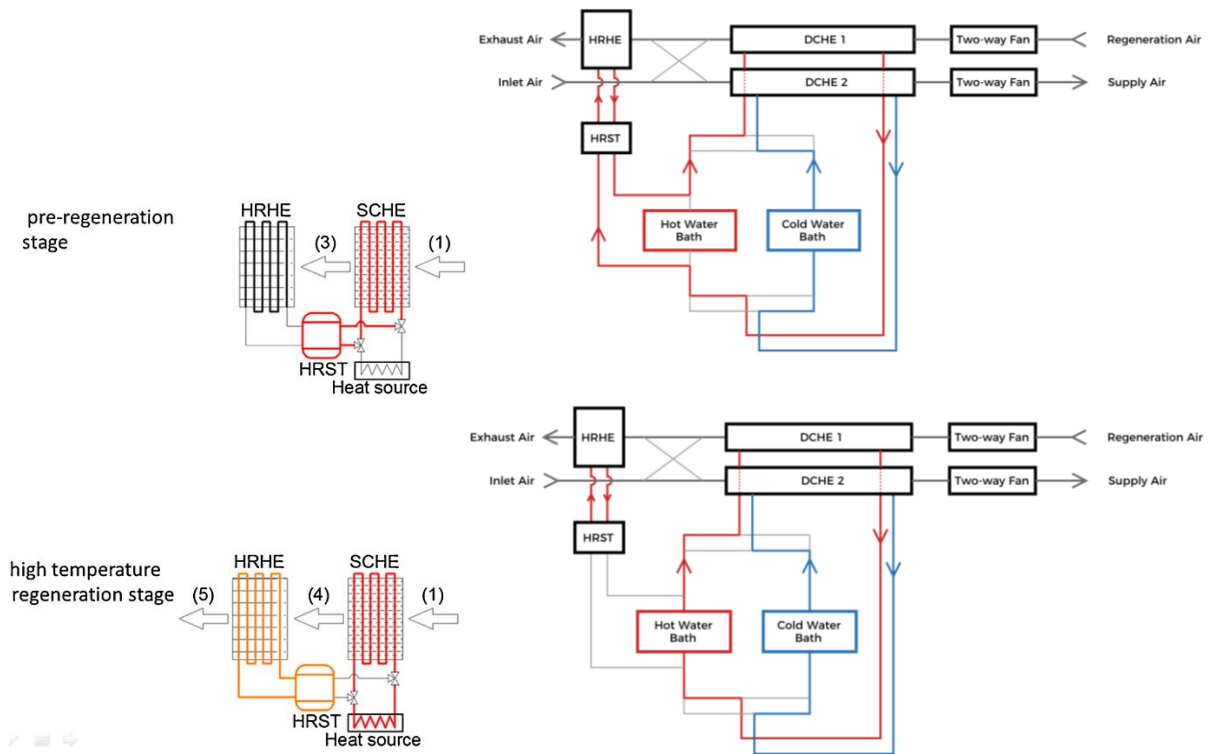 Exhaust Air
HRHE
DCHE 1
Two-way Fan
Regeneration Air
Inlet Air
DCHE 2
Two-way Fan
Supply Air
HRST
Hot Water
Bath
Cold Water
Bath
pre-regeneration
stage
HRHE
SCHE
(3)
(1)
HRST
Heat source
Exhaust Air
HRHE
DCHE 1
Two-way Fan
Regeneration Air
Inlet Air
DCHE 2
Two-way Fan
Supply Air
HRST
Hot Water
Bath
Cold Water
Bath
high temperature
regeneration stage
HRHE
SCHE
(5)
(4)
(1)
HRST
Heat source